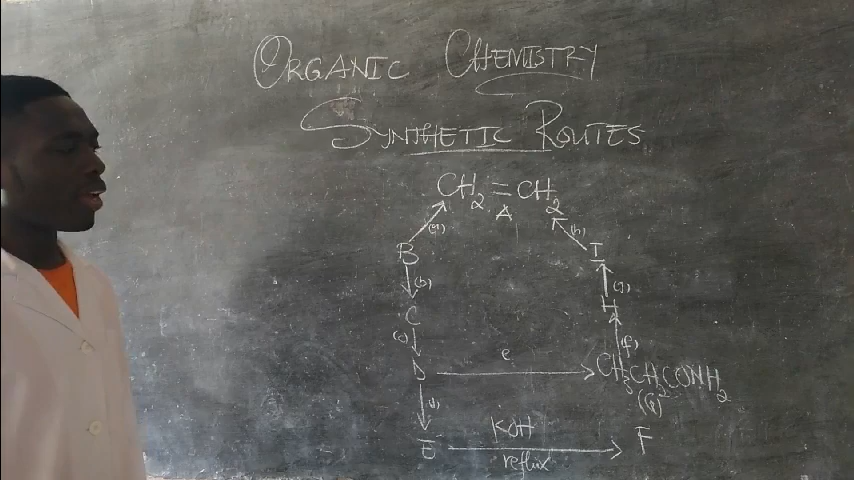 ORGANIC CHEMISTRY
SYNTHETIC ROUTES
CH2=CH2
A
(a) (h)
B I
(b) (g)
C H
(c) (f)
D e CH3CH2CONH2
(G)
(d)
E KOH F
reflux